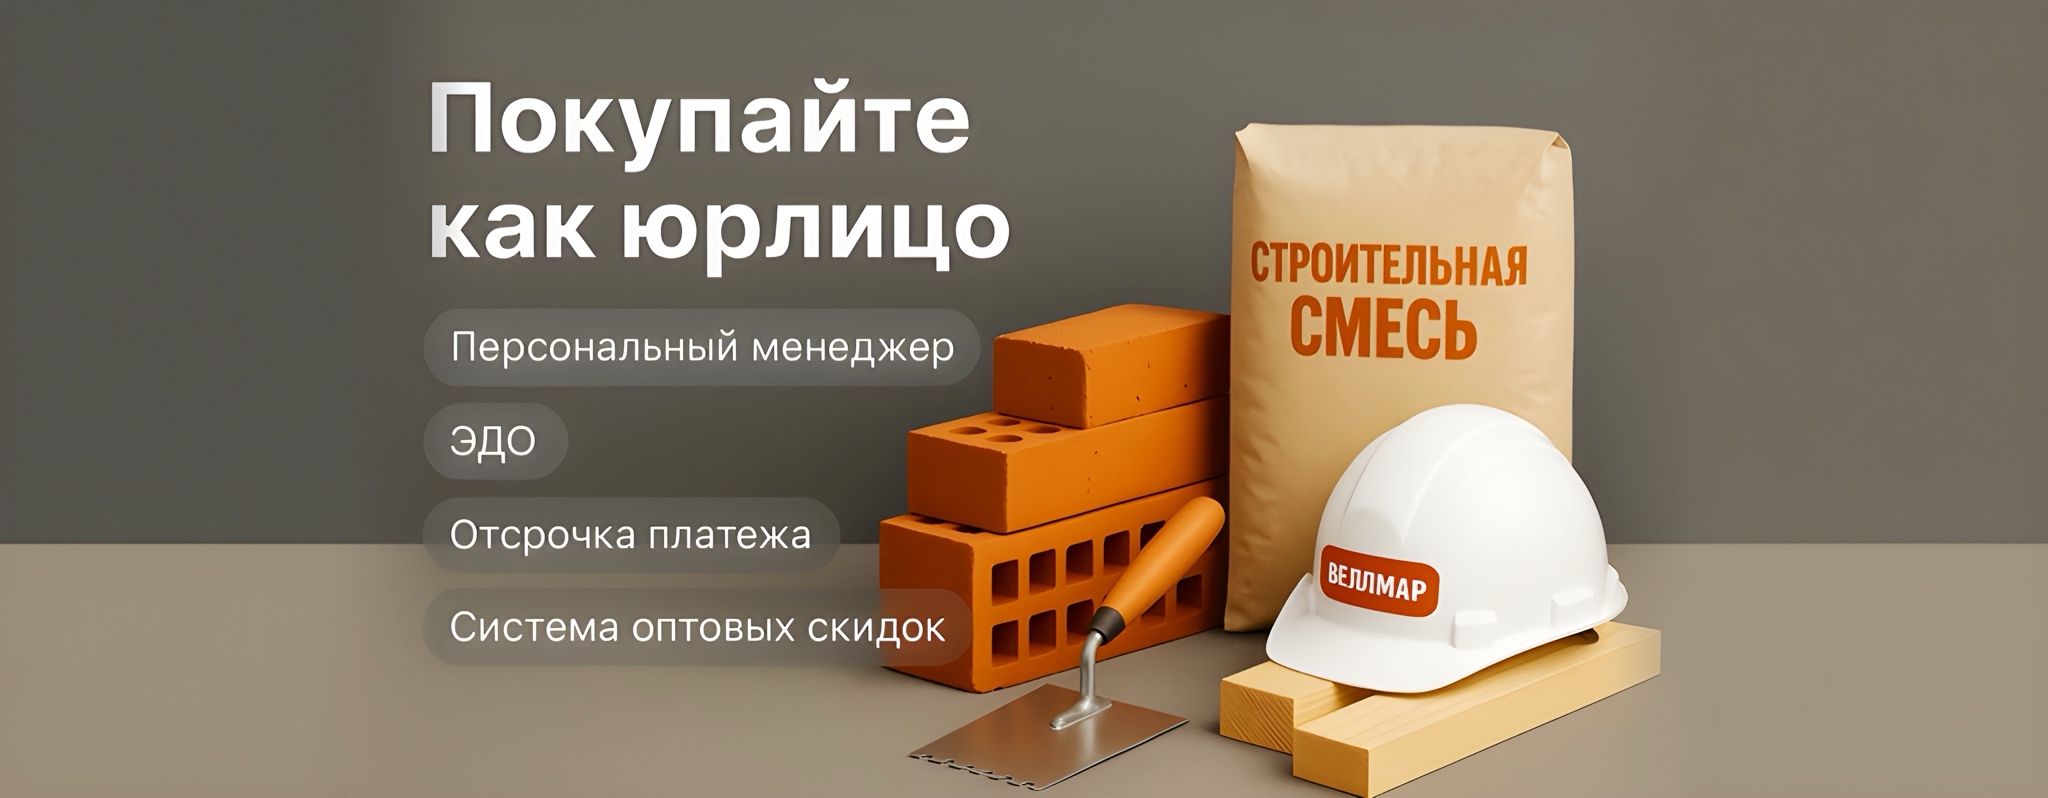 Покупайте
как юрлицо
Персональный менеджер
ЭДО
Отсрочка платежа
Система оптовых скидок
СТРОИТЕЛЬНАЯ
СМЕСЬ
ВЕЛЛМАР